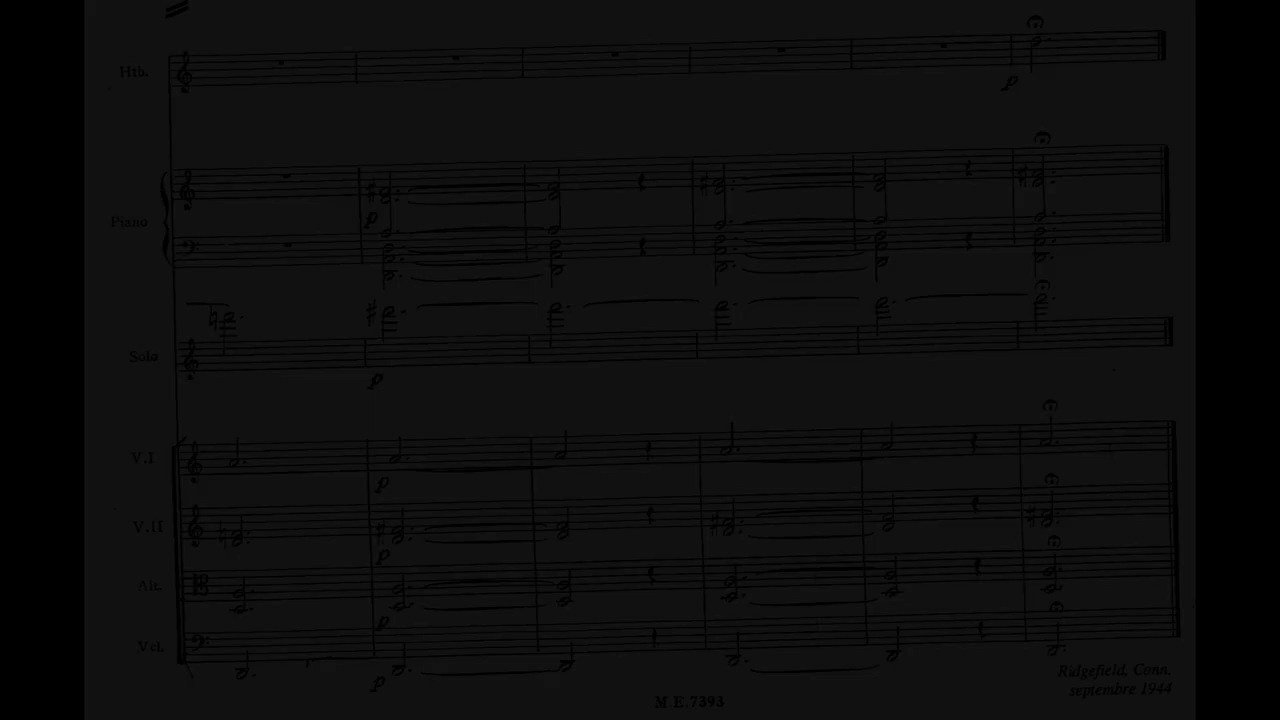 Htb.
p
Piano
p
Solo
p
V.I
p
V.II
p
Alt.
p
Vcl.
p
Ridgefield, Conn.
septembre 1944
M E.7393